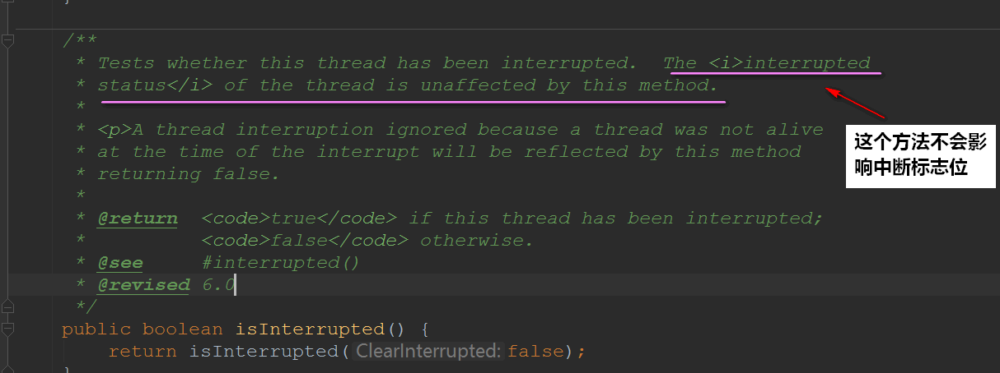 /**
* Tests whether this thread has been interrupted.  The <i>interrupted
* status</i> of the thread is unaffected by this method.
*
* <p>A thread interruption ignored because a thread was not alive
* at the time of the interrupt will be reflected by this method
* returning false.
*
* @return  <code>true</code> if this thread has been interrupted;
*          <code>false</code> otherwise.
* @see     #interrupted()
* @revised 6.0
*/
public boolean isInterrupted() {
return isInterrupted(ClearInterrupted: false);
这个方法不会影
响中断标志位